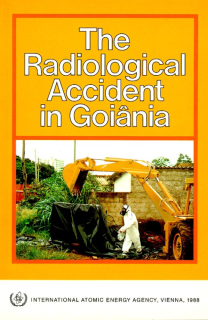 The
Radiological
Accident
in Goiânia
INTERNATIONAL ATOMIC ENERGY AGENCY, VIENNA, 1988